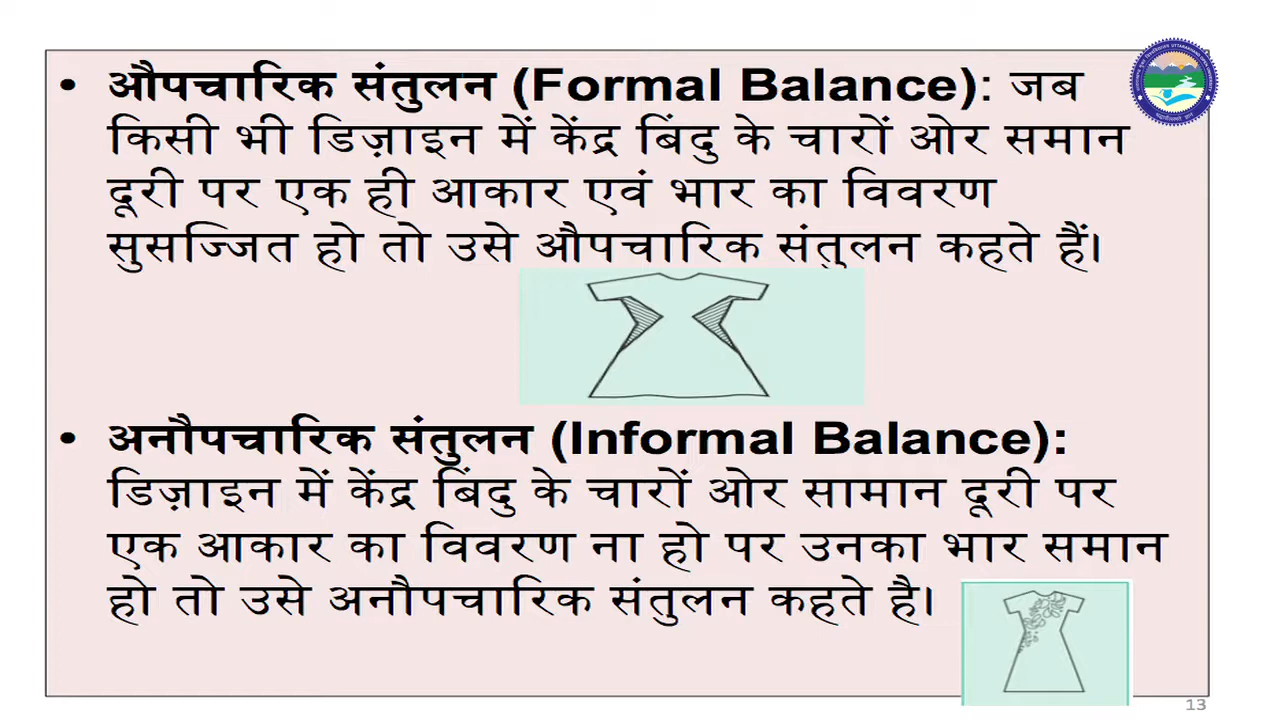 • औपचारिक संतुलन (Formal Balance): जब
किसी भी डिज़ाइन में केंद्र बिंदु के चारों ओर समान
दूरी पर एक ही आकार एवं भार का विवरण
सुसज्जित हो तो उसे औपचारिक संतुलन कहते हैं।
• अनौपचारिक संतुलन (Informal Balance):
डिज़ाइन में केंद्र बिंदु के चारों ओर सामान दूरी पर
एक आकार का विवरण ना हो पर उनका भार समान
हो तो उसे अनौपचारिक संतुलन कहते है।
13